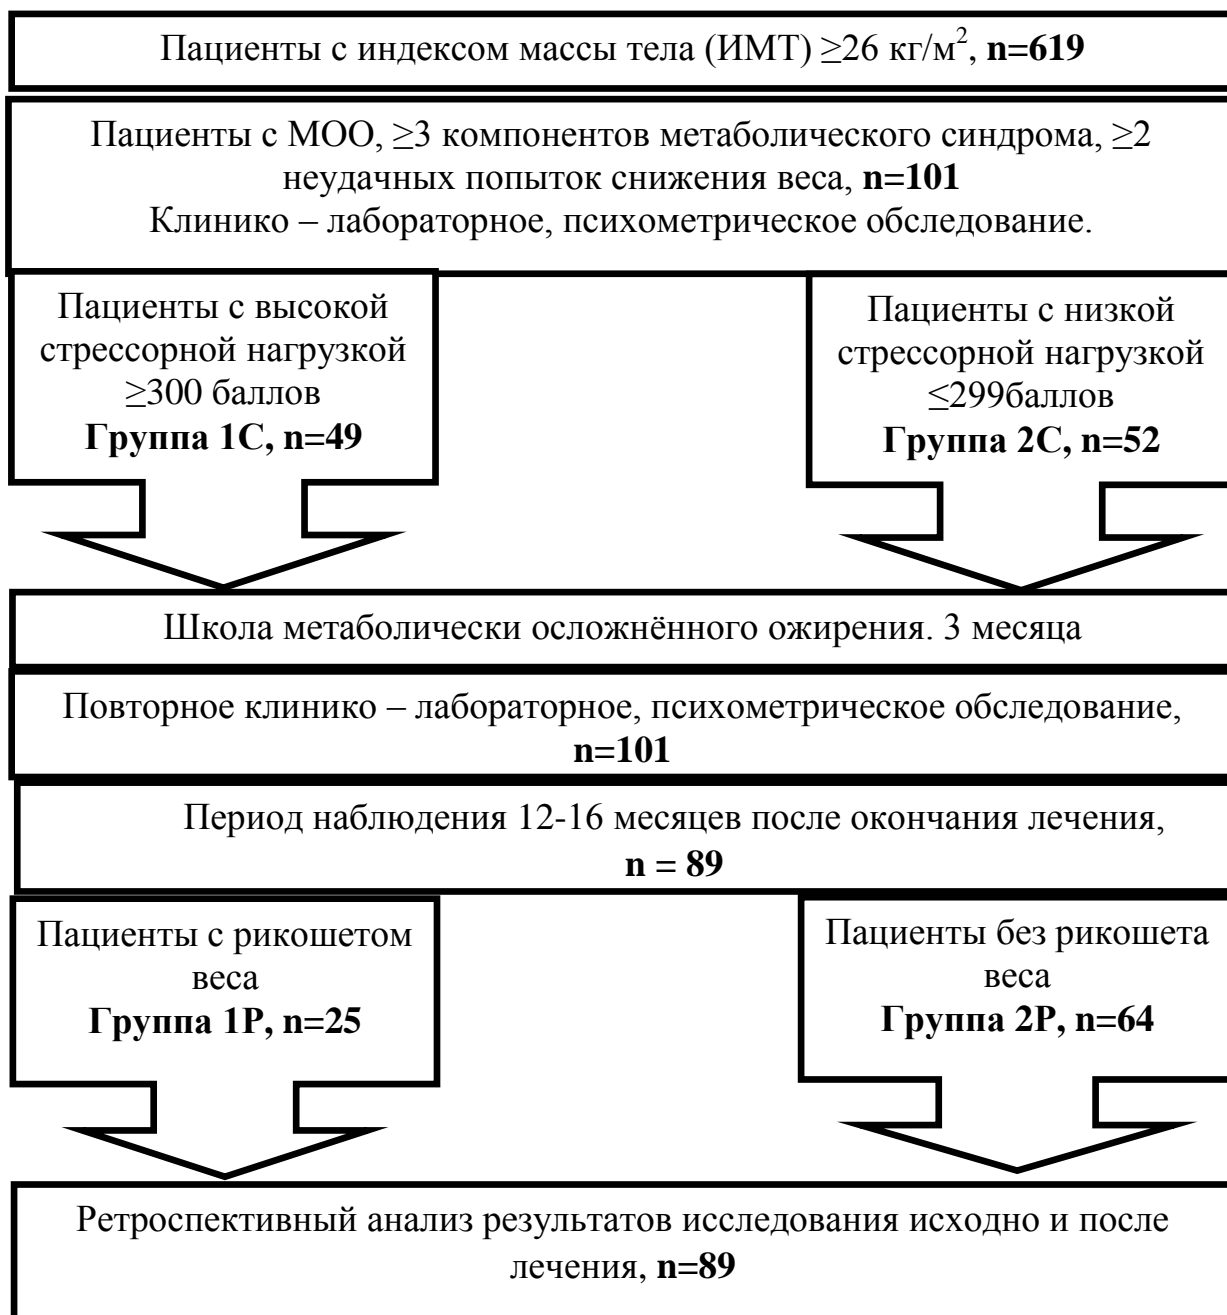 Пациенты с индексом массы тела (ИМТ) ≥26 кг/м², n=619
Пациенты с МОО, ≥3 компонентов метаболического синдрома, ≥2
неудачных попыток снижения веса, n=101
Клинико – лабораторное, психометрическое обследование.
Пациенты с высокой
стрессорной нагрузкой
≥300 баллов
Группа 1С, n=49
Пациенты с низкой
стрессорной нагрузкой
≤299баллов
Группа 2С, n=52
Школа метаболически осложнённого ожирения. 3 месяца
Повторное клинико – лабораторное, психометрическое обследование,
n=101
Период наблюдения 12-16 месяцев после окончания лечения,
n = 89
Пациенты с рикошетом
веса
Группа 1Р, n=25
Пациенты без рикошета
веса
Группа 2Р, n=64
Ретроспективный анализ результатов исследования исходно и после
лечения, n=89